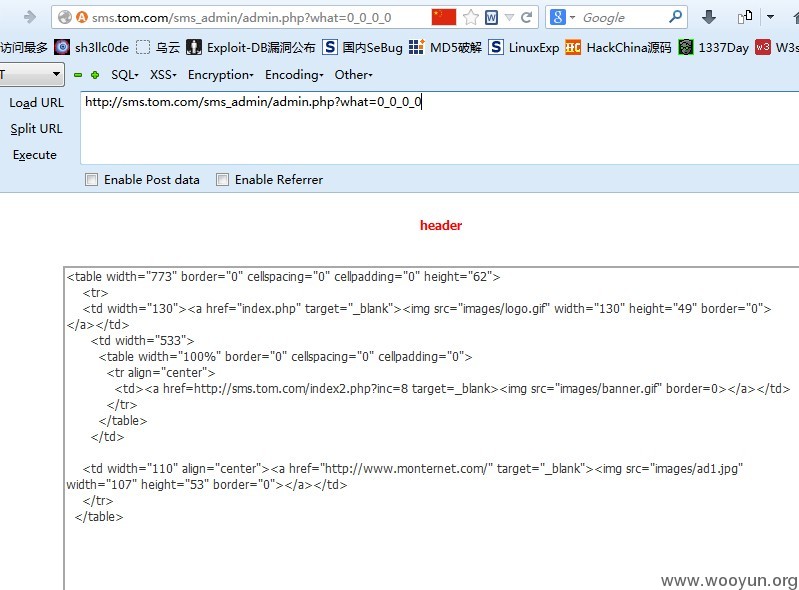 sms.tom.com/sms_admin/admin.php?what=0_0_0_0
Google
访问最多 sh3llc0de 乌云 Exploit-DB漏洞公布 国内SeBug MD5破解 LinuxExp HackChina源码 1337Day W3s
T SQL XSS Encryption Encoding Other
Load URL http://sms.tom.com/sms_admin/admin.php?what=0_0_0_0
Split URL
Execute
Enable Post data Enable Referrer
header
<table width="773" border="0" cellspacing="0" cellpadding="0" height="62">
<tr>
<td width="130"><a href="index.php" target="_blank"><img src="images/logo.gif" width="130" height="49" border="0">
</a></td>
<td width="533">
<table width="100%" border="0" cellspacing="0" cellpadding="0">
<tr align="center">
<td><a href=http://sms.tom.com/index2.php?inc=8 target=_blank><img src="images/banner.gif" border=0></a></td>
</tr>
</table>
</td>
<td width="110" align="center"><a href="http://www.monternet.com/" target="_blank"><img src="images/ad1.jpg"
width="107" height="53" border="0"></a></td>
</tr>
</table>
www.wooyun.org